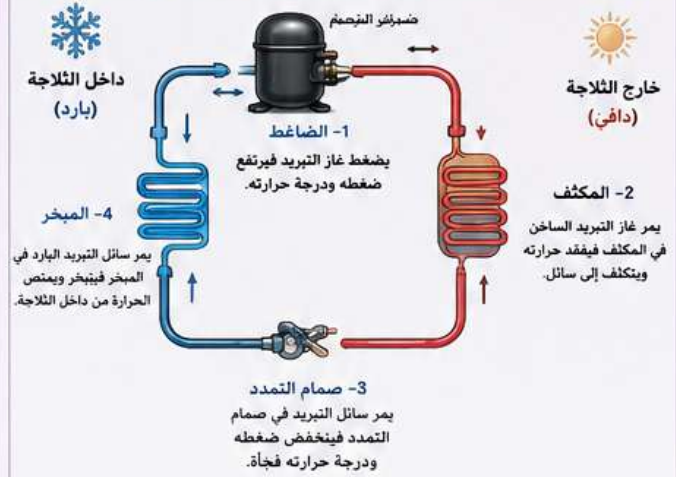 داخل الثلاجة
(بارد)
خارج الثلاجة
(دافئ)
1- الضاغط
يضغط غاز التبريد فيرتفع
ضغطه ودرجة حرارته.
2- المكثف
يمر غاز التبريد الساخن
في المكثف فيفقد حرارته
ويتكثف إلى سائل.
4- المبخر
يمر سائل التبريد البارد في
المبخر فيتبخر ويمتص
الحرارة من داخل الثلاجة.
3- صمام التمدد
يمر سائل التبريد في صمام
التمدد فينخفض ضغطه
ودرجة حرارته فجأة.